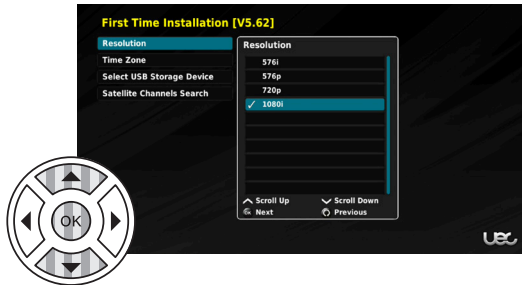 First Time Installation [V5.62]
Resolution
Time Zone
Select USB Storage Device
Satellite Channels Search
Resolution
576i
576p
720p
1080i
Scroll Up
Scroll Down
Next
Previous
OK
UEC